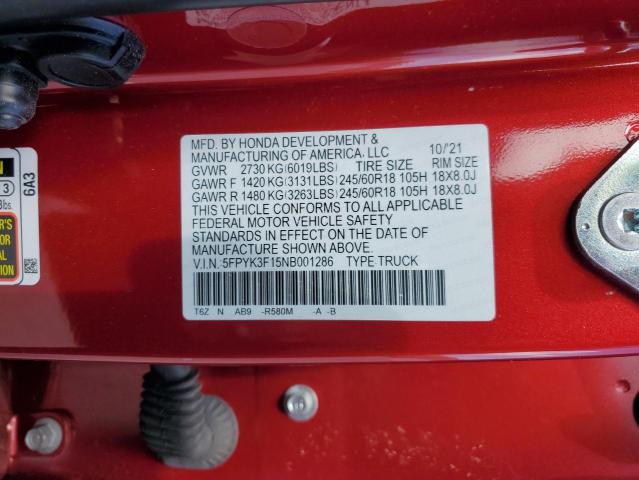 MFD. BY HONDA DEVELOPMENT &
MANUFACTURING OF AMERICA, LLC 10/21
GVWR 2730 KG(6019LBS) TIRE SIZE RIM SIZE
GAWR F 1420 KG(3131LBS) 245/60R18 105H 18X8.0J
GAWR R 1480 KG(3263LBS) 245/60R18 105H 18X8.0J
THIS VEHICLE CONFORMS TO ALL APPLICABLE
FEDERAL MOTOR VEHICLE SAFETY
STANDARDS IN EFFECT ON THE DATE OF
MANUFACTURE SHOWN ABOVE.
V.I.N.:5FPYK3F15NB001286 TYPE TRUCK
T6Z N AB9 -R580M -A -B
N
3
lbs.
6A3